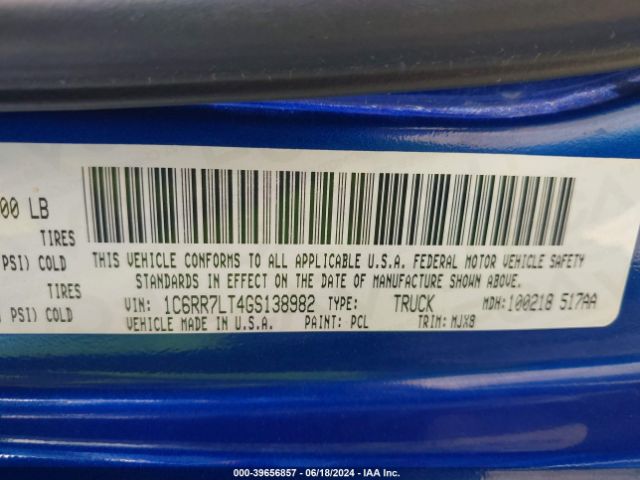 00 LB
TIRES
PSI) COLD
TIRES
PSI) COLD
THIS VEHICLE CONFORMS TO ALL APPLICABLE U.S.A. FEDERAL MOTOR VEHICLE SAFETY
STANDARDS IN EFFECT ON THE DATE OF MANUFACTURE SHOWN ABOVE.
VIN: 1C6RR7LT4GS138982 TYPE: TRUCK MDH: 100218 517AA
VEHICLE MADE IN U.S.A. PAINT: PCL TRIM: MJX8
000-39656857 - 06/18/2024 - IAA Inc.